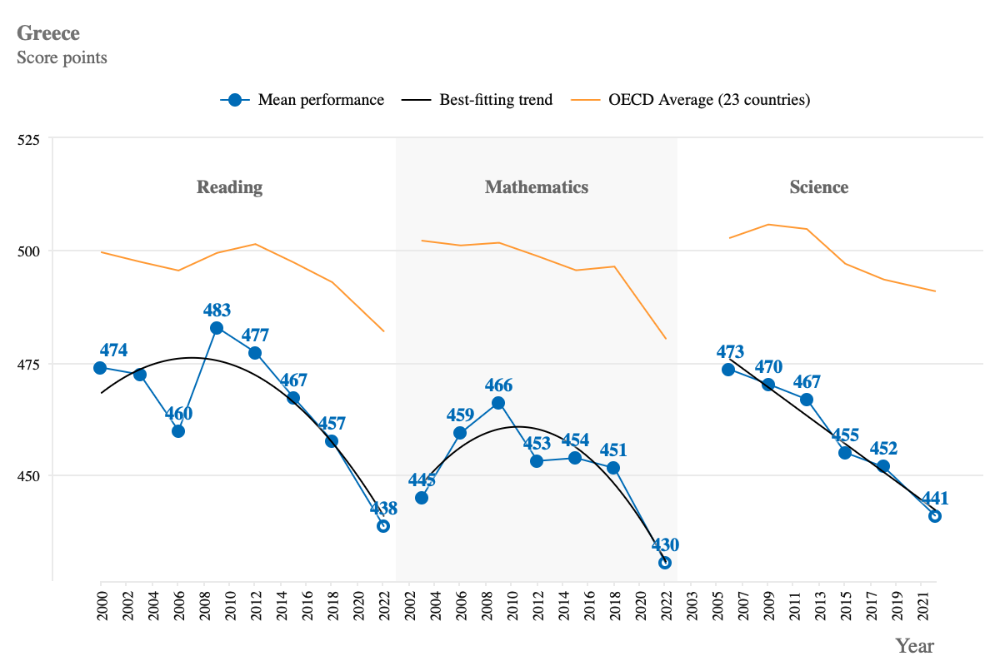 Greece
Score points
Mean performance Best-fitting trend OECD Average (23 countries)
525
Reading Mathematics Science
500
483
474 477
473
470
467 467
466
475
460 457 459
453 454 451 455 452
450
445 441
438
430
2000 2002 2004 2006 2008 2010 2012 2014 2016 2018 2020 2022 2002 2004 2006 2008 2010 2012 2014 2016 2018 2020 2022 2003 2005 2007 2009 2011 2013 2015 2017 2019 2021
Year